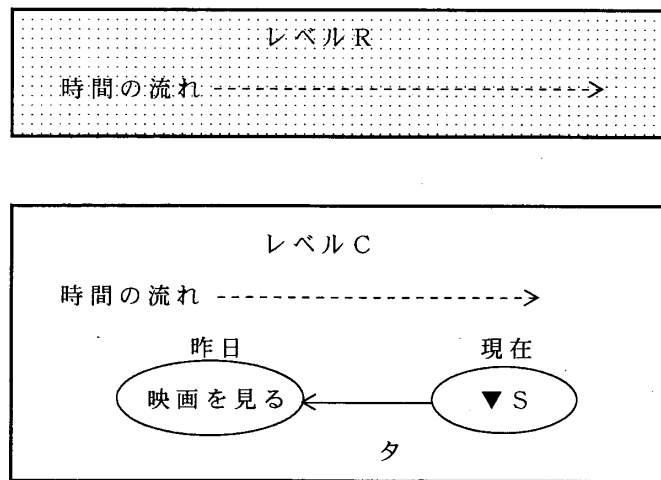 レベルR
時間の流れ
レベルC
時間の流れ
昨日 現在
映画を見る ▼S
タ